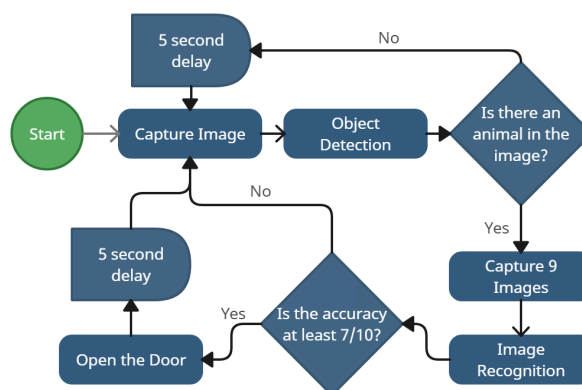 5 second
delay
No
Start
Capture Image
Object
Detection
Is there an
animal in the
image?
No
Yes
5 second
delay
Capture 9
Images
Is the accuracy
at least 7/10?
Yes
Open the Door
Image
Recognition